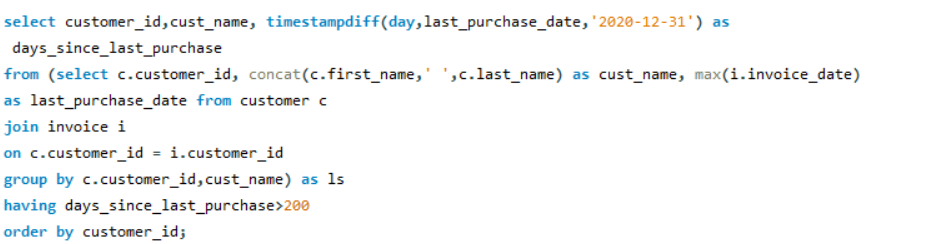 select customer_id,cust_name, timestampdiff(day,last_purchase_date,'2020-12-31') as
days_since_last_purchase
from (select c.customer_id, concat(c.first_name,' ',c.last_name) as cust_name, max(i.invoice_date)
as last_purchase_date from customer c
join invoice i
on c.customer_id = i.customer_id
group by c.customer_id,cust_name) as ls
having days_since_last_purchase>200
order by customer_id;